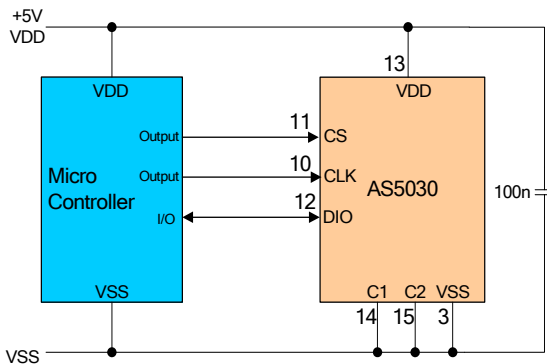 +5V
VDD
13
VDD
VDD
Output
11
CS
Output
10
CLK
Micro
Controller
AS5030
100n
I/O
12
DIO
VSS
C1
C2
VSS
14
15
3
VSS